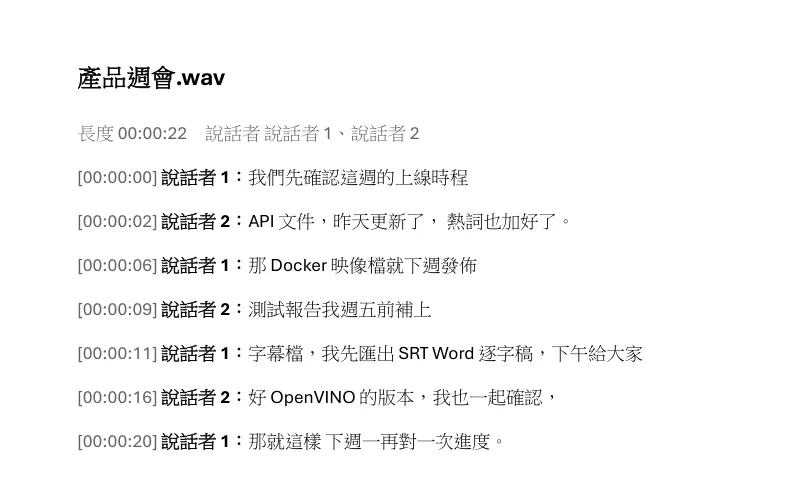 產品週會.wav
長度 00:00:22 說話者 說話者 1、說話者 2
[00:00:00] 說話者 1：我們先確認這週的上線時程
[00:00:02] 說話者 2：API 文件，昨天更新了， 熱詞也加好了。
[00:00:06] 說話者 1：那 Docker 映像檔就下週發佈
[00:00:09] 說話者 2：測試報告我週五前補上
[00:00:11] 說話者 1：字幕檔，我先匯出 SRT Word 逐字稿，下午給大家
[00:00:16] 說話者 2：好 OpenVINO 的版本，我也一起確認，
[00:00:20] 說話者 1：那就這樣 下週一再對一次進度。